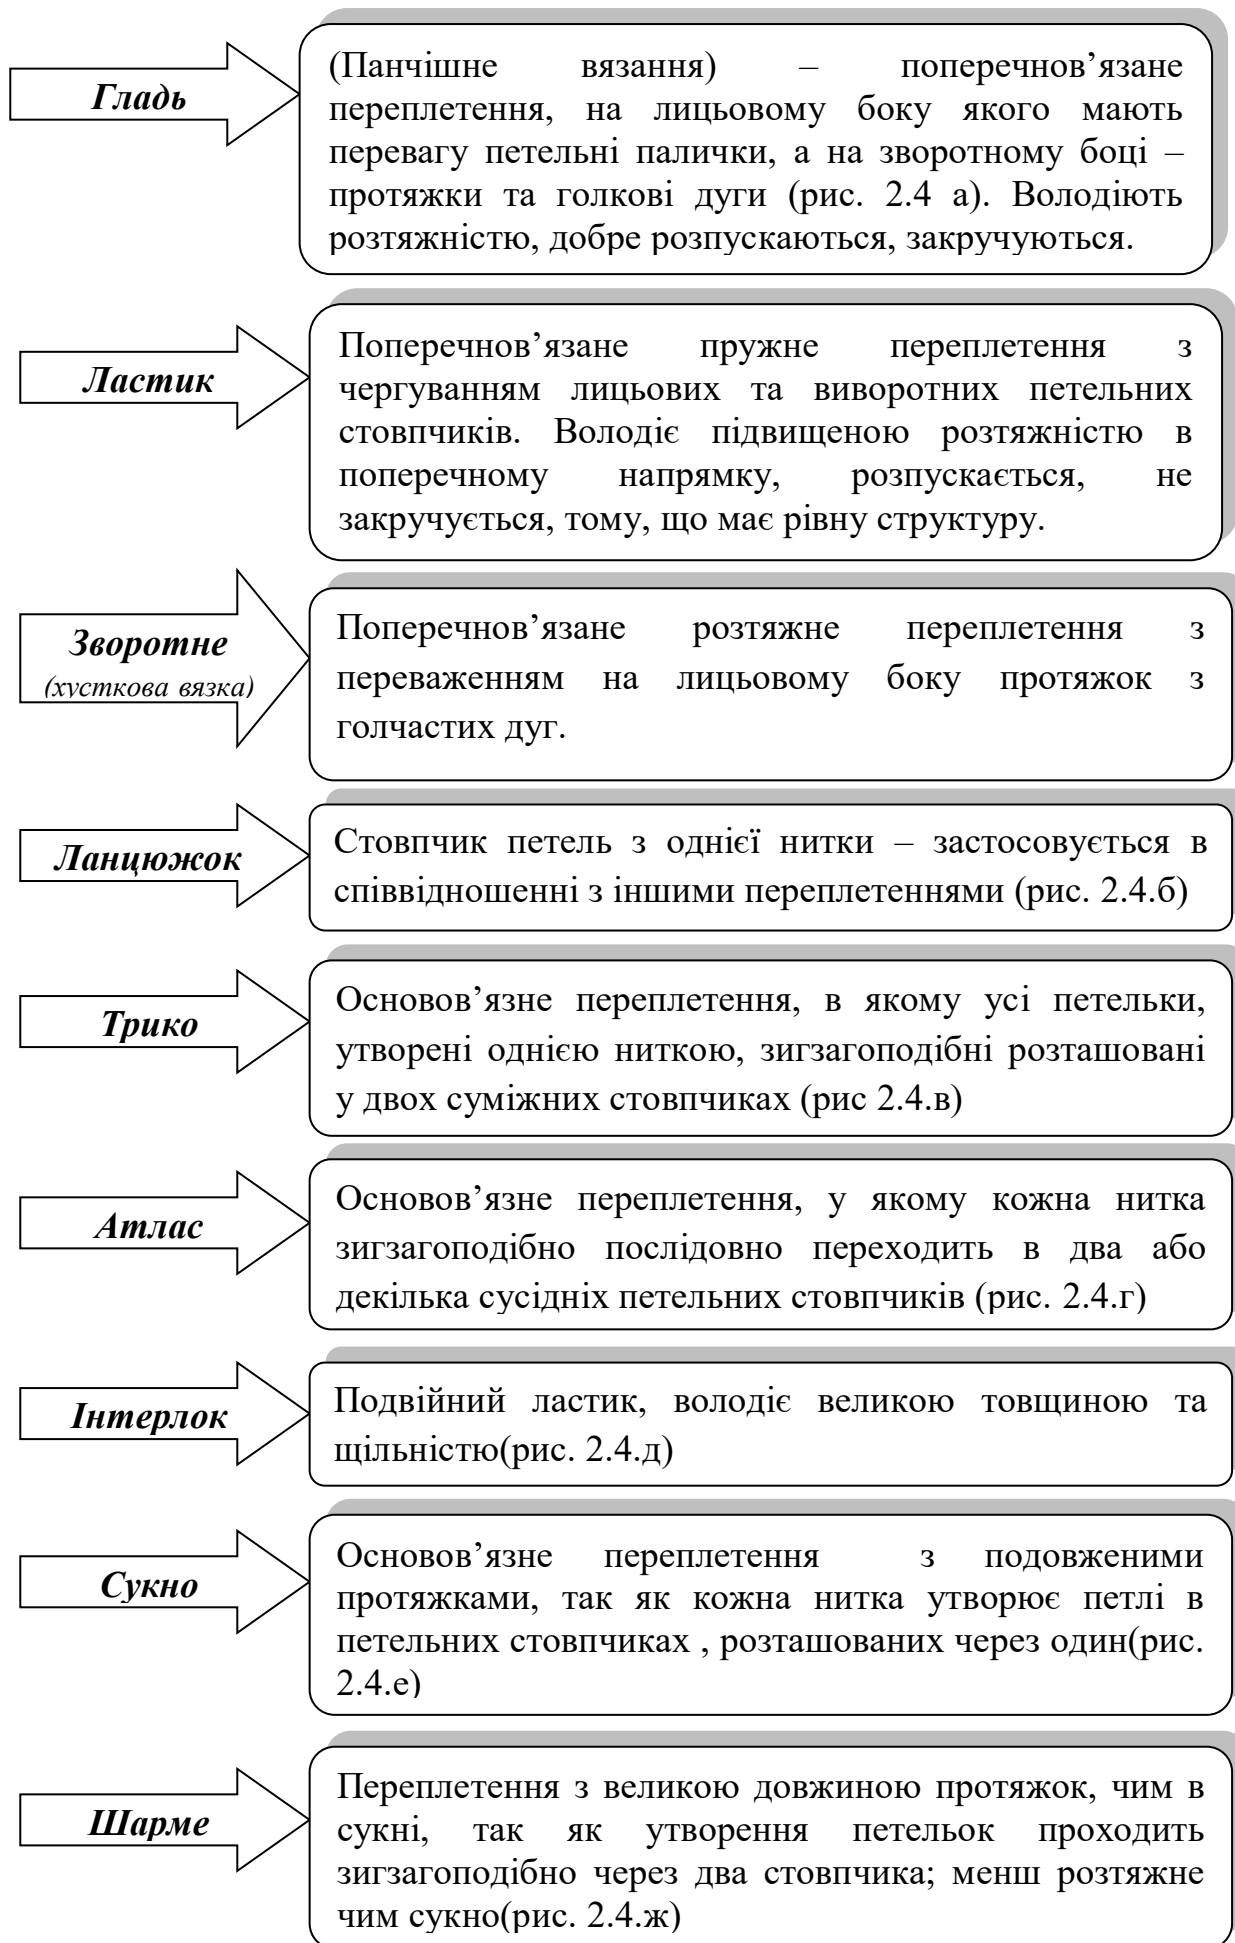 Гладь
(Панчішне вязання) – поперечнов’язане
переплетення, на лицьовому боку якого мають
перевагу петельні палички, а на зворотному боці –
протяжки та голкові дуги (рис. 2.4 а). Володіють
розтяжністю, добре розпускаються, закручуються.
Ластик
Поперечнов’язане пружне переплетення з
чергуванням лицьових та виворотних петельних
стовпчиків. Володіє підвищеною розтяжністю в
поперечному напрямку, розпускається, не
закручується, тому, що має рівну структуру.
Зворотне
(хусткова вязка)
Поперечнов’язане розтяжне переплетення з
переваженням на лицьовому боку протяжок з
голчастих дуг.
Ланцюжок
Стовпчик петель з однієї нитки – застосовується в
співвідношенні з іншими переплетеннями (рис. 2.4.б)
Трико
Основов’язне переплетення, в якому усі петельки,
утворені однією ниткою, зигзагоподібні розташовані
у двох суміжних стовпчиках (рис 2.4.в)
Атлас
Основов’язне переплетення, у якому кожна нитка
зигзагоподібно послідовно переходить в два або
декілька сусідніх петельних стовпчиків (рис. 2.4.г)
Інтерлок
Подвійний ластик, володіє великою товщиною та
щільністю(рис. 2.4.д)
Сукно
Основов’язне переплетення з подовженими
протяжками, так як кожна нитка утворює петлі в
петельних стовпчиках , розташованих через один(рис.
2.4.е)
Шарме
Переплетення з великою довжиною протяжок, чим в
сукні, так як утворення петельок проходить
зигзагоподібно через два стовпчика; менш розтяжне
чим сукно(рис. 2.4.ж)